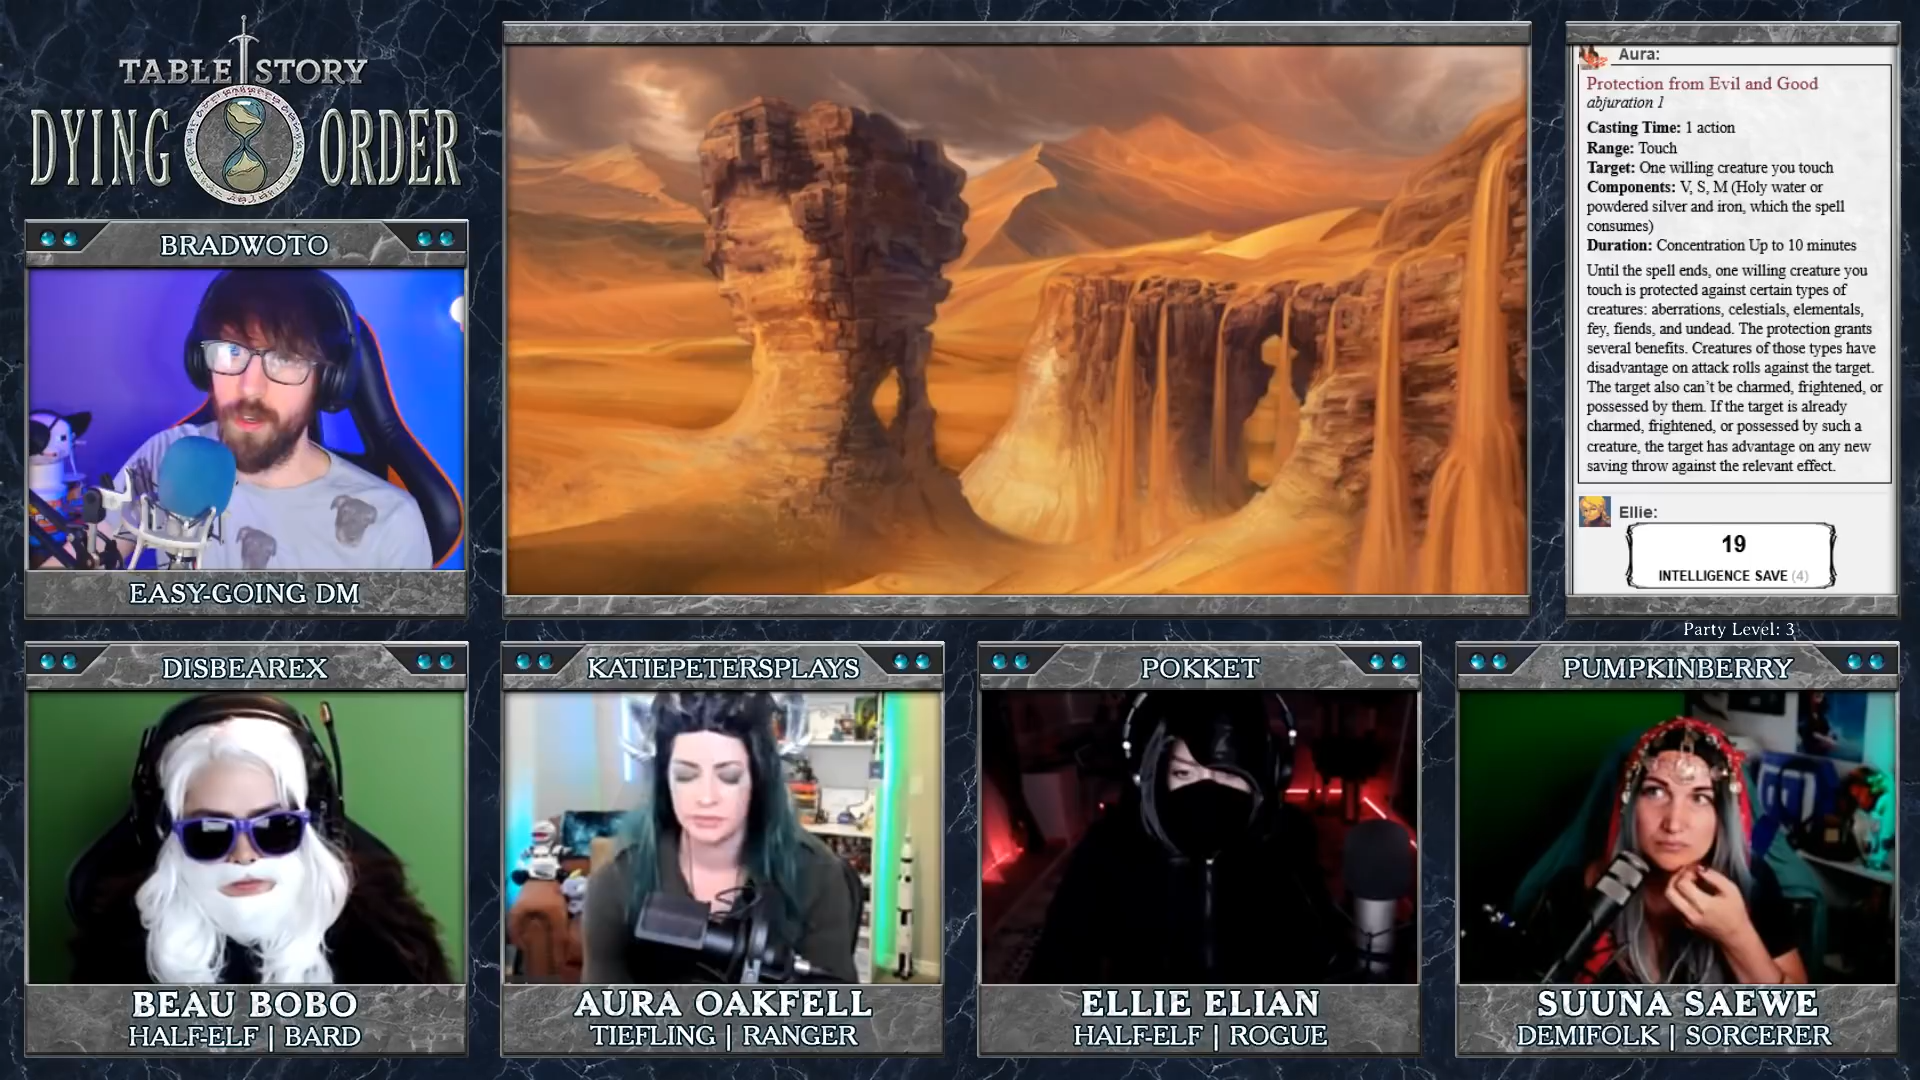 TABLE STORY
DYING ORDER
BRADWOTO
EASY-GOING DM
Aura:
Protection from Evil and Good
abjuration 1
Casting Time: 1 action
Range: Touch
Target: One willing creature you touch
Components: V, S, M (Holy water or
powdered silver and iron, which the spell
consumes)
Duration: Concentration Up to 10 minutes
Until the spell ends, one willing creature you
touch is protected against certain types of
creatures: aberrations, celestials, elementals,
fey, fiends, and undead. The protection grants
several benefits. Creatures of those types have
disadvantage on attack rolls against the target.
The target also can't be charmed, frightened, or
possessed by them. If the target is already
charmed, frightened, or possessed by such a
creature, the target has advantage on any new
saving throw against the relevant effect.
Ellie:
19
INTELLIGENCE SAVE (4)
Party Level: 3
DISBEAREX
BEAU BOBO
HALF-ELF | BARD
KATIEPETERSPLAYS
AURA OAKFELL
TIEFLING | RANGER
POKKET
ELLIE ELIAN
HALF-ELF | ROGUE
PUMPKINBERRY
SUUNA SAEWE
DEMIFOLK | SORCERER